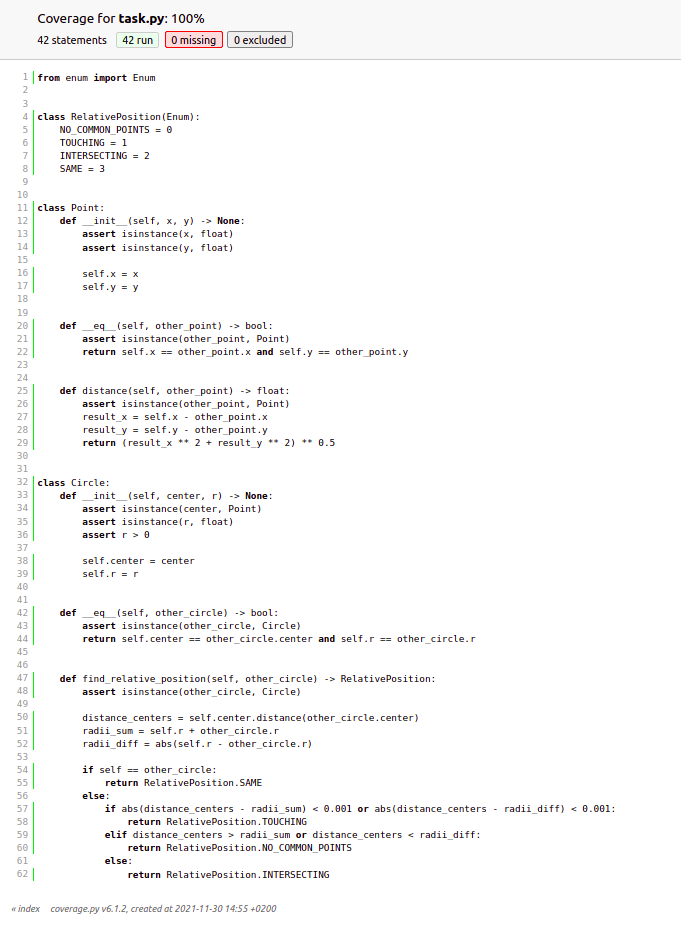 Coverage for task.py: 100%
42 statements 42 run 0 missing 0 excluded
1 from enum import Enum
2
3
4 class RelativePosition(Enum):
5     NO_COMMON_POINTS = 0
6     TOUCHING = 1
7     INTERSECTING = 2
8     SAME = 3
9
10
11 class Point:
12     def __init__(self, x, y) -> None:
13         assert isinstance(x, float)
14         assert isinstance(y, float)
15
16         self.x = x
17         self.y = y
18
19
20     def __eq__(self, other_point) -> bool:
21         assert isinstance(other_point, Point)
22         return self.x == other_point.x and self.y == other_point.y
23
24
25     def distance(self, other_point) -> float:
26         assert isinstance(other_point, Point)
27         result_x = self.x - other_point.x
28         result_y = self.y - other_point.y
29         return (result_x ** 2 + result_y ** 2) ** 0.5
30
31
32 class Circle:
33     def __init__(self, center, r) -> None:
34         assert isinstance(center, Point)
35         assert isinstance(r, float)
36         assert r > 0
37
38         self.center = center
39         self.r = r
40
41
42     def __eq__(self, other_circle) -> bool:
43         assert isinstance(other_circle, Circle)
44         return self.center == other_circle.center and self.r == other_circle.r
45
46
47     def find_relative_position(self, other_circle) -> RelativePosition:
48         assert isinstance(other_circle, Circle)
49
50         distance_centers = self.center.distance(other_circle.center)
51         radii_sum = self.r + other_circle.r
52         radii_diff = abs(self.r - other_circle.r)
53
54         if self == other_circle:
55             return RelativePosition.SAME
56         else:
57             if abs(distance_centers - radii_sum) < 0.001 or abs(distance_centers - radii_diff) < 0.001:
58                 return RelativePosition.TOUCHING
59             elif distance_centers > radii_sum or distance_centers < radii_diff:
60                 return RelativePosition.NO_COMMON_POINTS
61             else:
62                 return RelativePosition.INTERSECTING
« index coverage.py v6.1.2, created at 2021-11-30 14:55 +0200